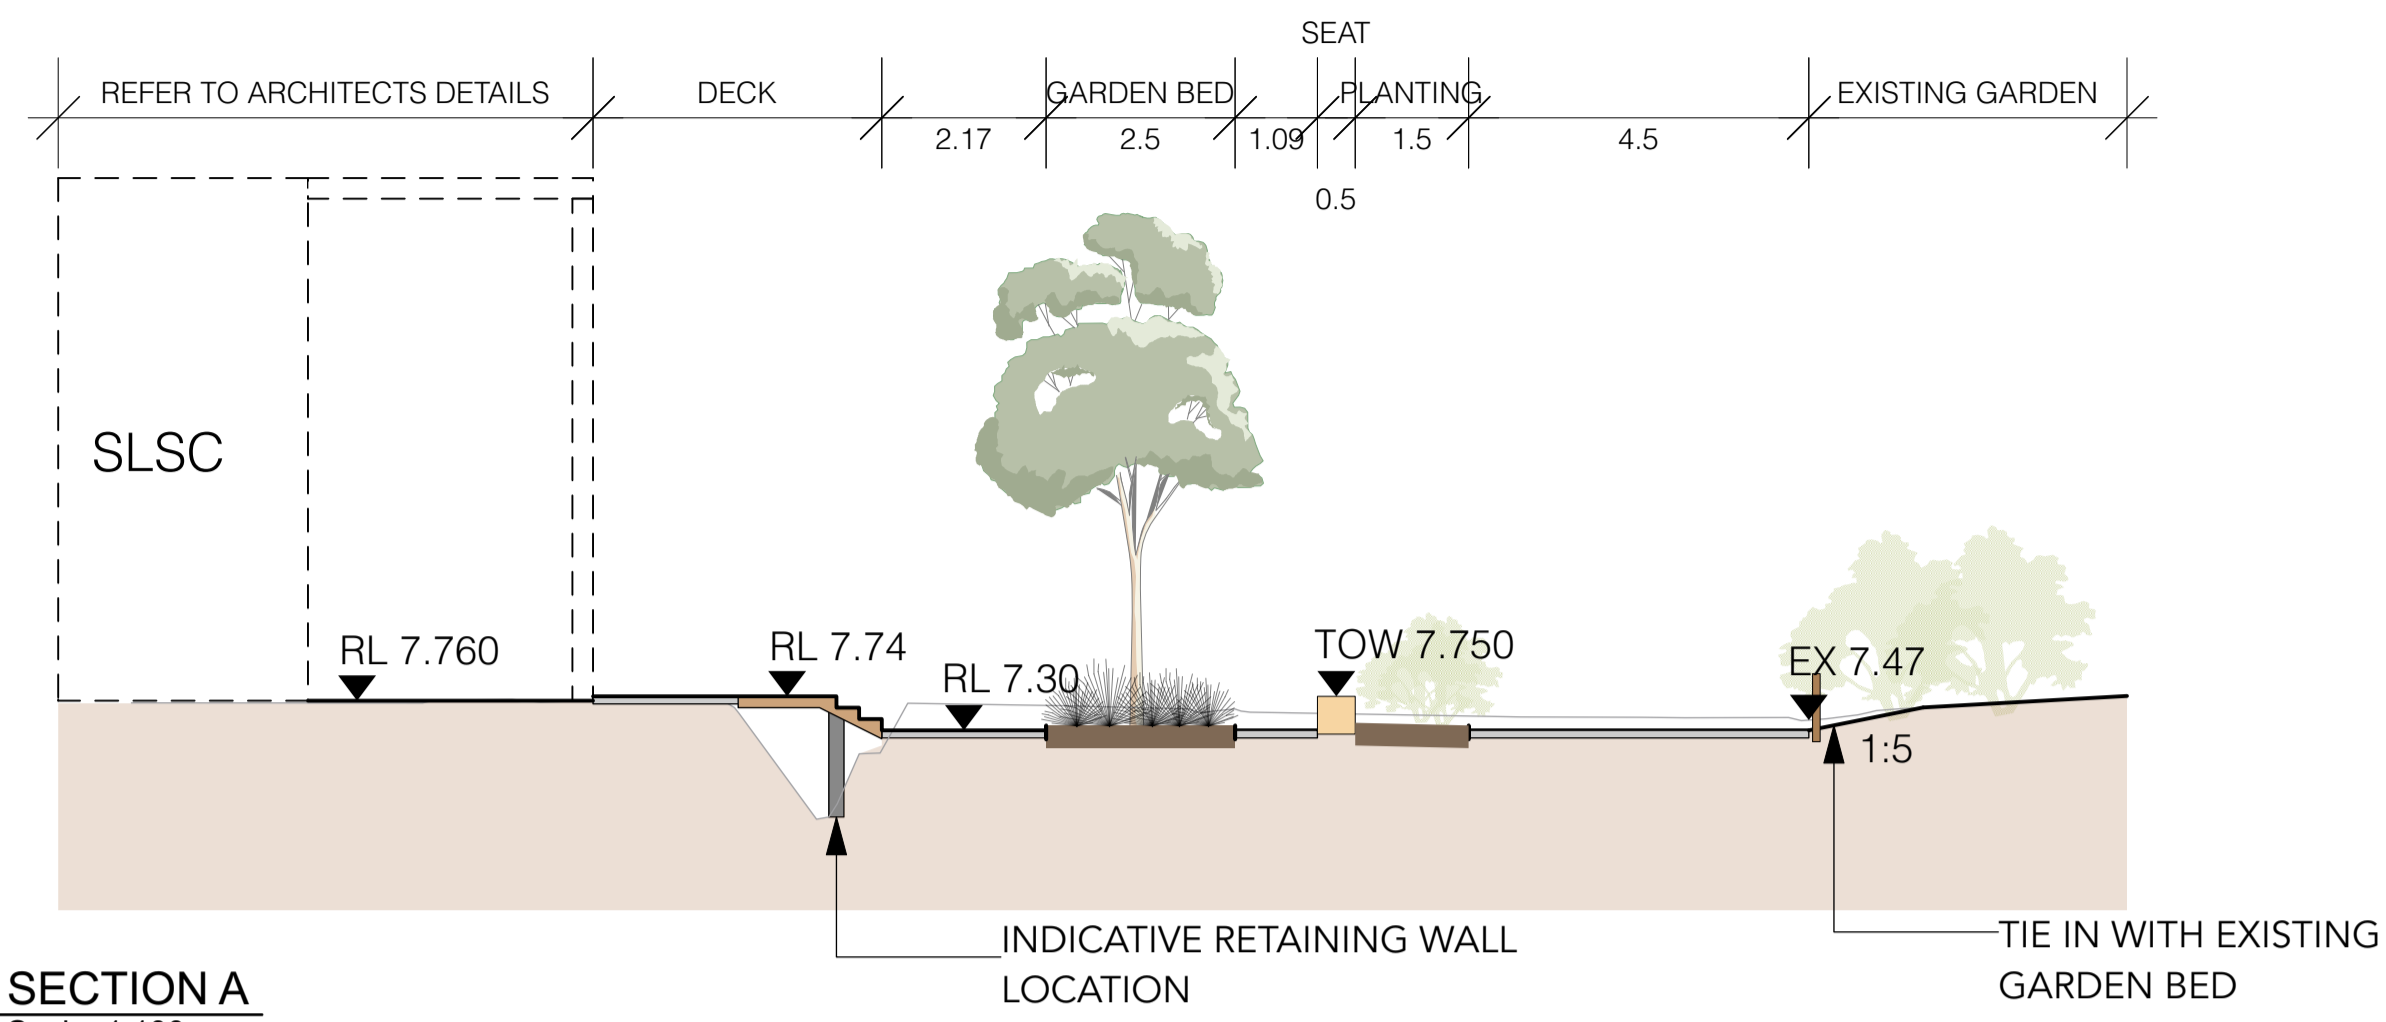 SEAT
REFER TO ARCHITECTS DETAILS
DECK
GARDEN BED
PLANTING
EXISTING GARDEN
2.17
2.5
1.09
1.5
4.5
0.5
SLSC
RL 7.760
RL 7.74
RL 7.30
TOW 7.750
EX 7.47
1:5
INDICATIVE RETAINING WALL
LOCATION
TIE IN WITH EXISTING
GARDEN BED
SECTION A